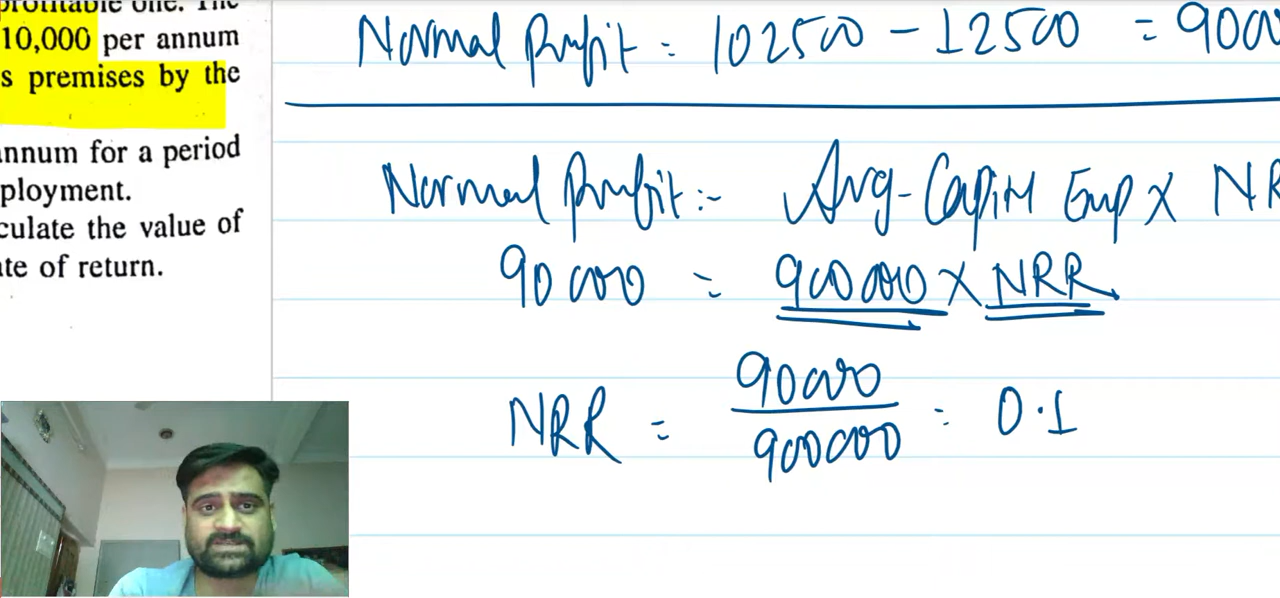 profitable one. The
10,000 per annum
s premises by the
annum for a period
ployment.
culate the value of
te of return.
Normal Profit = 102500 - 12500 = 9000
Normal Profit :- Avg-Capital Emp X NR
90000 = 900000 X NRR
NRR = 90000 / 900000 = 0.1